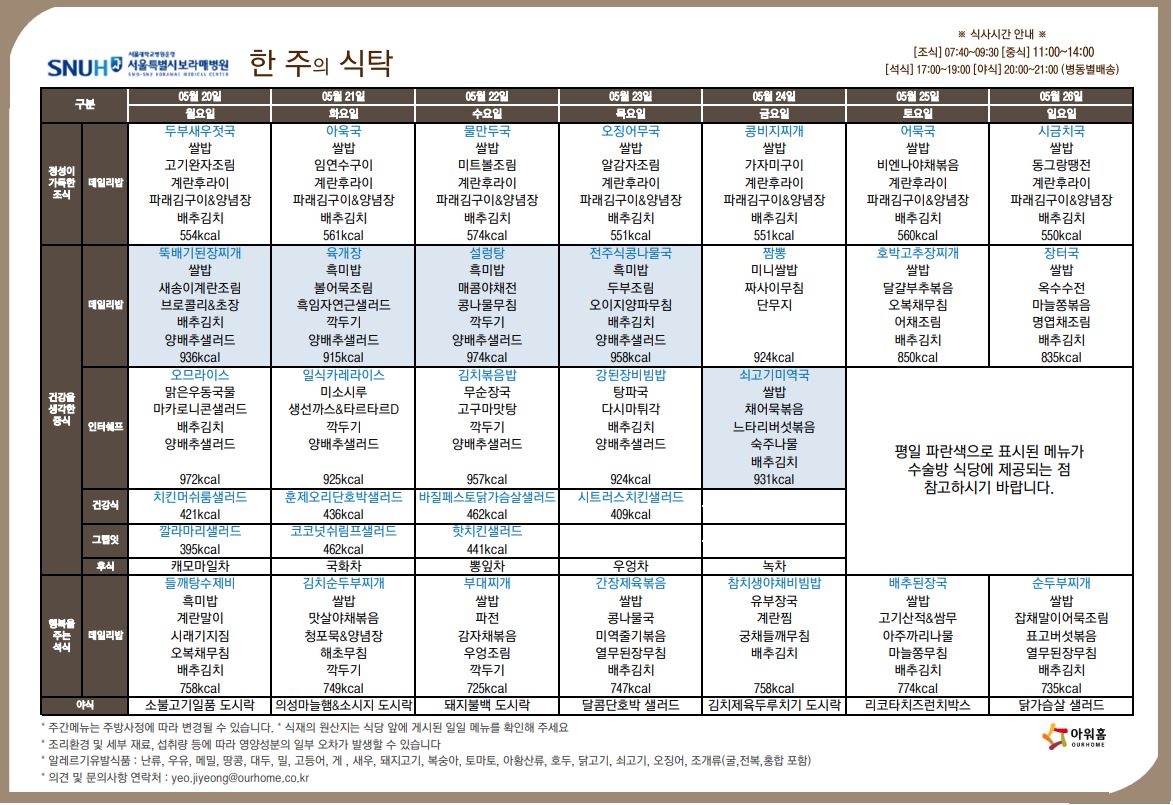 SNUH 서울대학교병원운영
서울특별시보라매병원
SMG-SNU BORAMAE MEDICAL CENTER
한 주의 식탁
※ 식사시간 안내 ※
[조식] 07:40~09:30 [중식] 11:00~14:00
[석식] 17:00~19:00 [야식] 20:00~21:00 (병동별배송)
구분 05월 20일 05월 21일 05월 22일 05월 23일 05월 24일 05월 25일 05월 26일
월요일 화요일 수요일 목요일 금요일 토요일 일요일
정성이 가득한 조식 데일리밥
두부새우젓국 아욱국 물만두국 오징어무국 콩비지찌개 어묵국 시금치국
쌀밥 쌀밥 쌀밥 쌀밥 쌀밥 쌀밥 쌀밥
고기완자조림 임연수구이 미트볼조림 알감자조림 가자미구이 비엔나야채볶음 동그랑땡전
계란후라이 계란후라이 계란후라이 계란후라이 계란후라이 계란후라이 계란후라이
파래김구이&양념장 파래김구이&양념장 파래김구이&양념장 파래김구이&양념장 파래김구이&양념장 파래김구이&양념장 파래김구이&양념장
배추김치 배추김치 배추김치 배추김치 배추김치 배추김치 배추김치
554kcal 561kcal 574kcal 551kcal 551kcal 560kcal 550kcal
건강을 생각한 중식 데일리밥
뚝배기된장찌개 육개장 설렁탕 전주식콩나물국 짬뽕 호박고추장찌개 장터국
쌀밥 흑미밥 흑미밥 흑미밥 미니쌀밥 쌀밥 쌀밥
새송이계란조림 볼어묵조림 매콤야채전 두부조림 짜사이무침 달걀부추볶음 옥수수전
브로콜리&초장 흑임자연근샐러드 콩나물무침 오이지양파무침 단무지 오복채무침 마늘쫑볶음
배추김치 깍두기 깍두기 배추김치 어채조림 명엽채조림
양배추샐러드 양배추샐러드 양배추샐러드 양배추샐러드 배추김치 배추김치
936kcal 915kcal 974kcal 958kcal 924kcal 850kcal 835kcal
인터쉐프
오므라이스 일식카레라이스 김치볶음밥 강된장비빔밥 쇠고기미역국
맑은우동국물 미소시루 무순장국 탕파국 쌀밥
마카로니콘샐러드 생선까스&타르타르D 고구마맛탕 다시마튀각 채어묵볶음
배추김치 깍두기 깍두기 배추김치 느타리버섯볶음
양배추샐러드 양배추샐러드 양배추샐러드 양배추샐러드 숙주나물
배추김치
972kcal 925kcal 957kcal 924kcal 931kcal
평일 파란색으로 표시된 메뉴가
수술방 식당에 제공되는 점
참고하시기 바랍니다.
건강식 치킨머쉬룸샐러드 훈제오리단호박샐러드 바질페스토닭가슴살샐러드 시트러스치킨샐러드
421kcal 436kcal 462kcal 409kcal
그랩잇 깔라마리샐러드 코코넛쉬림프샐러드 핫치킨샐러드
395kcal 462kcal 441kcal
후식 캐모마일차 국화차 뽕잎차 우엉차 녹차
행복을 주는 석식 데일리밥
들깨탕수제비 김치순두부찌개 부대찌개 간장제육볶음 참치생야채비빔밥 배추된장국 순두부찌개
흑미밥 쌀밥 쌀밥 쌀밥 유부장국 쌀밥 쌀밥
계란말이 맛살야채볶음 파전 콩나물국 계란찜 고기산적&쌈무 잡채말이어묵조림
시래기지짐 청포묵&양념장 감자채볶음 미역줄기볶음 궁채들깨무침 아주까리나물 표고버섯볶음
오복채무침 해초무침 우엉조림 열무된장무침 배추김치 마늘쫑무침 열무된장무침
배추김치 깍두기 깍두기 배추김치 배추김치 배추김치
758kcal 749kcal 725kcal 747kcal 758kcal 774kcal 735kcal
야식 소불고기일품 도시락 의성마늘햄&소시지 도시락 돼지불백 도시락 달콤단호박 샐러드 김치제육두루치기 도시락 리코타치즈런치박스 닭가슴살 샐러드
* 주간메뉴는 주방사정에 따라 변경될 수 있습니다. * 식재의 원산지는 식당 앞에 게시된 일일 메뉴를 확인해 주세요
* 조리환경 및 세부 재료, 섭취량 등에 따라 영양성분의 일부 오차가 발생할 수 있습니다
* 알레르기유발식품 : 난류, 우유, 메밀, 땅콩, 대두, 밀, 고등어, 게 , 새우, 돼지고기, 복숭아, 토마토, 아황산류, 호두, 닭고기, 쇠고기, 오징어, 조개류(굴,전복,홍합 포함)
* 의견 및 문의사항 연락처 : yeo.jiyeong@ourhome.co.kr
아워홈
OURHOME